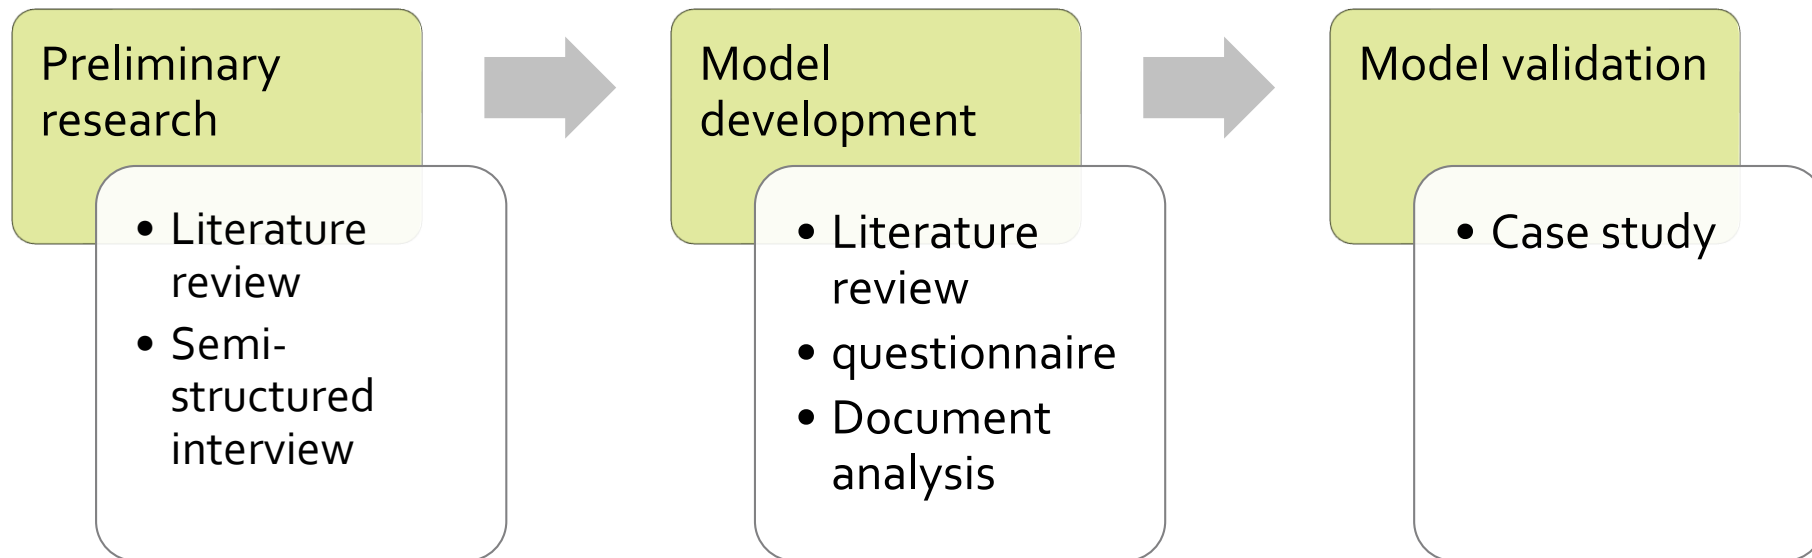 Preliminary
research
• Literature
review
• Semi-
structured
interview
Model
development
• Literature
review
• questionnaire
• Document
analysis
Model validation
• Case study